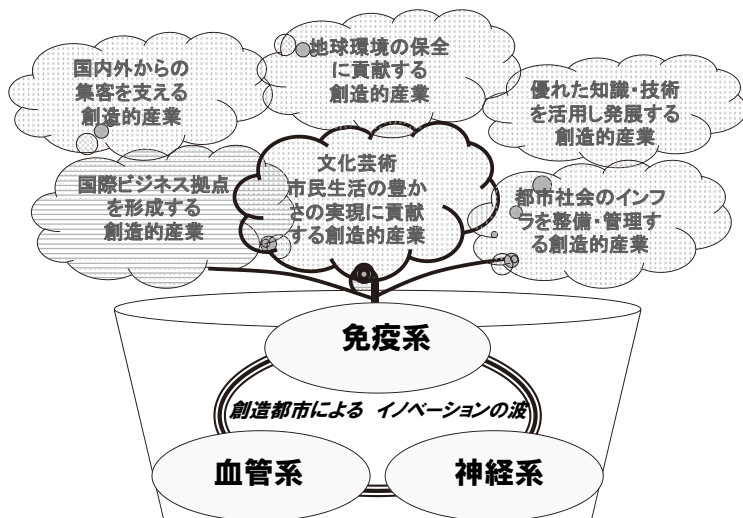 国内外からの
集客を支える
創造的産業
地球環境の保全
に貢献する
創造的産業
優れた知識・技術
を活用し発展する
創造的産業
国際ビジネス拠点
を形成する
創造的産業
文化芸術
市民生活の豊か
さの実現に貢献
する創造的産業
都市社会のインフ
ラを整備・管理す
る創造的産業
免疫系
創造都市による イノベーションの波
血管系
神経系